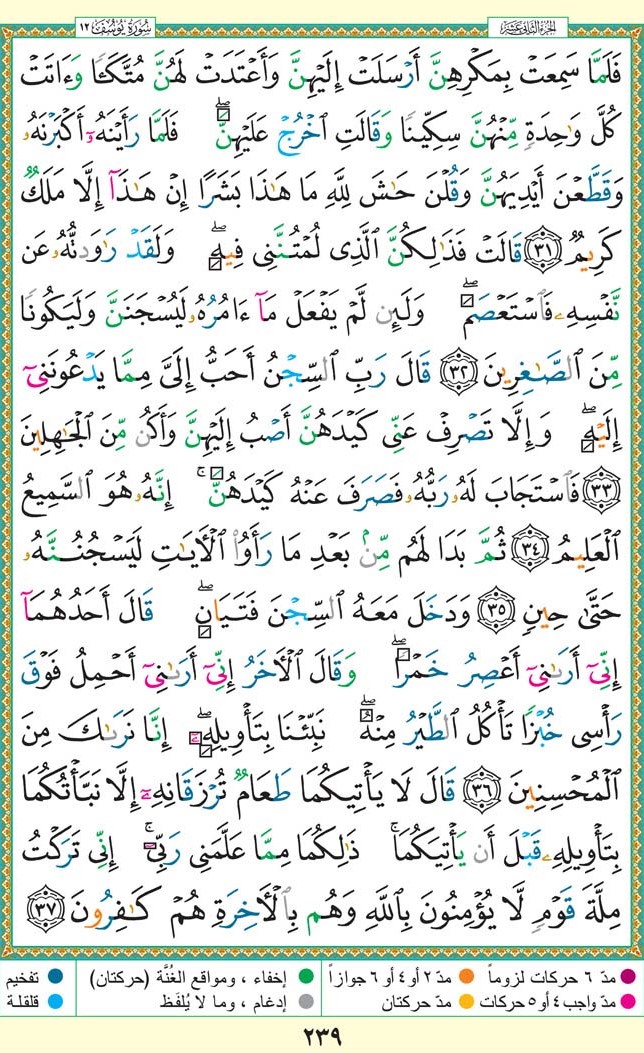 الجزء الثاني عشر
سورة يوسف ١٢
فَلَمَّا سَمِعَتْ بِمَكْرِهِنَّ أَرْسَلَتْ إِلَيْهِنَّ وَأَعْتَدَتْ لَهُنَّ مُتَّكَـًٔا وَءَاتَتْ
كُلَّ وَٰحِدَةٍ مِّنْهُنَّ سِكِّينًا وَقَالَتِ ٱخْرُجْ عَلَيْهِنَّ ۖ فَلَمَّا رَأَيْنَهُۥٓ أَكْبَرْنَهُۥ
وَقَطَّعْنَ أَيْدِيَهُنَّ وَقُلْنَ حَـٰشَ لِلَّهِ مَا هَـٰذَا بَشَرًا إِنْ هَـٰذَآ إِلَّا مَلَكٌ
كَرِيمٌ ٣١ قَالَتْ فَذَٰلِكُنَّ ٱلَّذِى لُمْتُنَّنِى فِيهِ ۖ وَلَقَدْ رَٰوَدتُّهُۥ عَن
نَّفْسِهِۦ فَٱسْتَعْصَمَ ۖ وَلَئِن لَّمْ يَفْعَلْ مَآ ءَامُرُهُۥ لَيُسْجَنَنَّ وَلَيَكُونًا
مِّنَ ٱلصَّـٰغِرِينَ ٣٢ قَالَ رَبِّ ٱلسِّجْنُ أَحَبُّ إِلَىَّ مِمَّا يَدْعُونَنِىٓ
إِلَيْهِ ۖ وَإِلَّا تَصْرِفْ عَنِّى كَيْدَهُنَّ أَصْبُ إِلَيْهِنَّ وَأَكُن مِّنَ ٱلْجَـٰهِلِينَ
٣٣ فَٱسْتَجَابَ لَهُۥ رَبُّهُۥ فَصَرَفَ عَنْهُ كَيْدَهُنَّ ۚ إِنَّهُۥ هُوَ ٱلسَّمِيعُ
ٱلْعَلِيمُ ٣٤ ثُمَّ بَدَا لَهُم مِّنۢ بَعْدِ مَا رَأَوُا۟ ٱلْـَٔايَـٰتِ لَيَسْجُنُنَّهُۥ
حَتَّىٰ حِينٍ ٣٥ وَدَخَلَ مَعَهُ ٱلسِّجْنَ فَتَيَانِ ۖ قَالَ أَحَدُهُمَآ
إِنِّىٓ أَرَىٰنِىٓ أَعْصِرُ خَمْرًا ۖ وَقَالَ ٱلْـَٔاخَرُ إِنِّىٓ أَرَىٰنِىٓ أَحْمِلُ فَوْقَ
رَأْسِى خُبْزًا تَأْكُلُ ٱلطَّيْرُ مِنْهُ ۖ نَبِّئْنَا بِتَأْوِيلِهِۦٓ ۖ إِنَّا نَرَىٰكَ مِنَ
ٱلْمُحْسِنِينَ ٣٦ قَالَ لَا يَأْتِيكُمَا طَعَامٌ تُرْزَقَانِهِۦٓ إِلَّا نَبَّأْتُكُمَا
بِتَأْوِيلِهِۦ قَبْلَ أَن يَأْتِيَكُمَا ۚ ذَٰلِكُمَا مِمَّا عَلَّمَنِى رَبِّىٓ ۚ إِنِّى تَرَكْتُ
مِلَّةَ قَوْمٍ لَّا يُؤْمِنُونَ بِٱللَّهِ وَهُم بِٱلْـَٔاخِرَةِ هُمْ كَـٰفِرُونَ ٣٧
مدّ ٦ حركات لزوماً مدّ ٢ أو ٤ أو ٦ جوازاً إخفاء ، ومواقع الغُنَّة (حركتان) تفخيم
مدّ واجب ٤ أو ٥ حركات مدّ حركتان إدغام ، وما لا يُلفَظ قلقلة
٢٣٩